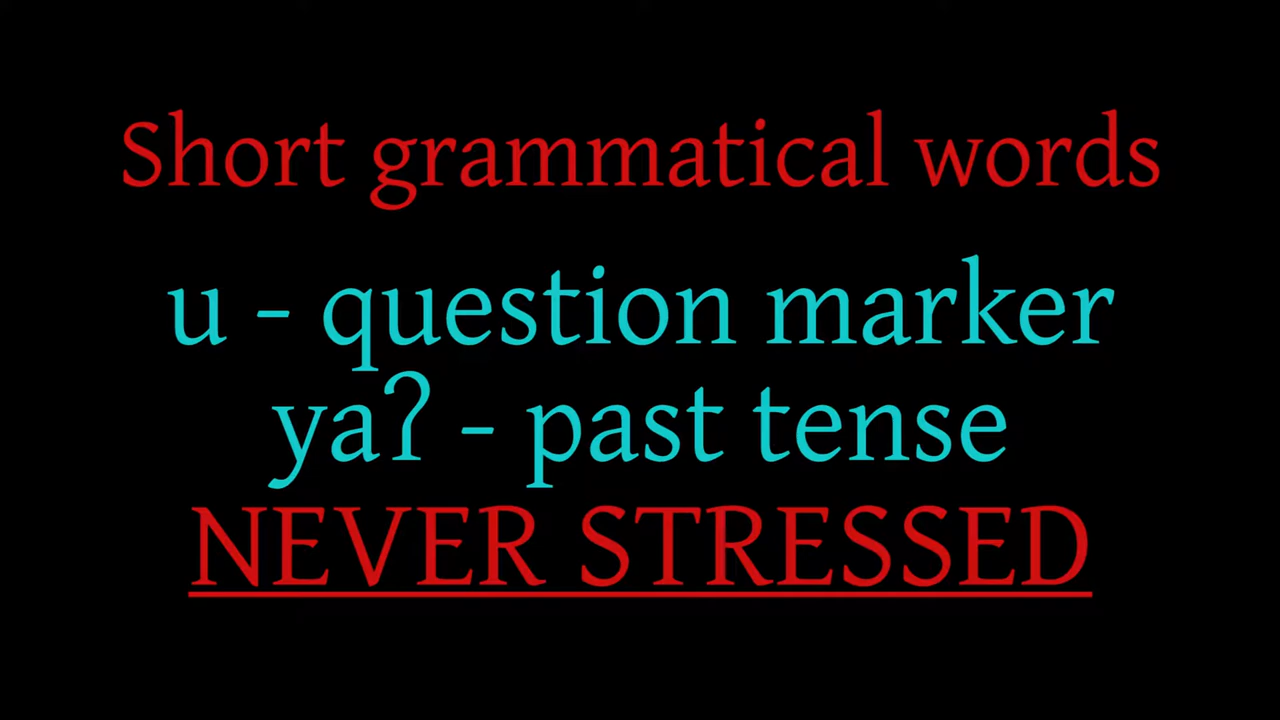 Short grammatical words
u - question marker
yaʔ - past tense
NEVER STRESSED